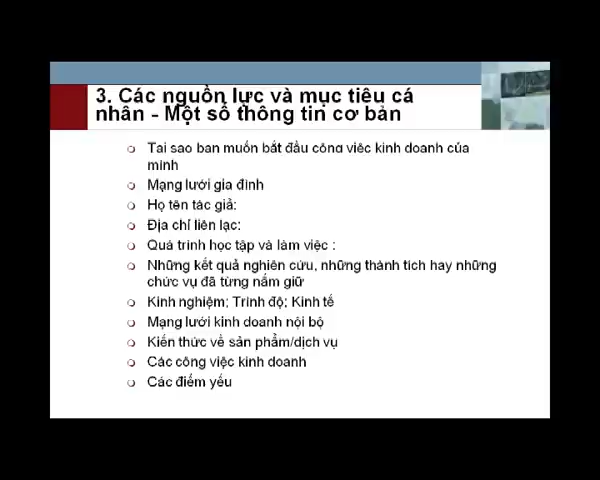 3. Các nguồn lực và mục tiêu cá
nhân - Một số thông tin cơ bản
Tại sao bạn muốn bắt đầu công việc kinh doanh của
mình
Mạng lưới gia đình
Họ tên tác giả:
Địa chỉ liên lạc:
Quá trình học tập và làm việc :
Những kết quả nghiên cứu, những thành tích hay những
chức vụ đã từng nắm giữ
Kinh nghiệm; Trình độ; Kinh tế
Mạng lưới kinh doanh nội bộ
Kiến thức về sản phẩm/dịch vụ
Các công việc kinh doanh
Các điểm yếu